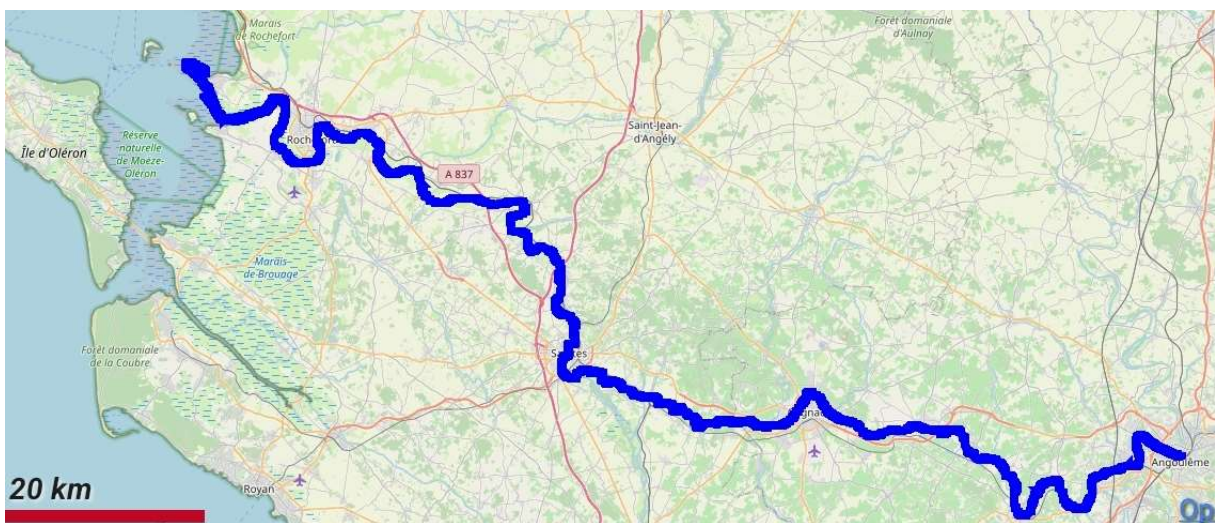 Marais
de Rochefort
Forêt domaniale
d'Aulnay
Saint-Jean-
d'Angély
Réserve
naturelle
de Moëze-
Oléron
Île d'Oléron
A 837
Marais
de Brouage
Forêt domaniale
de la Coubre
Angoulême
Royan
20 km
Op